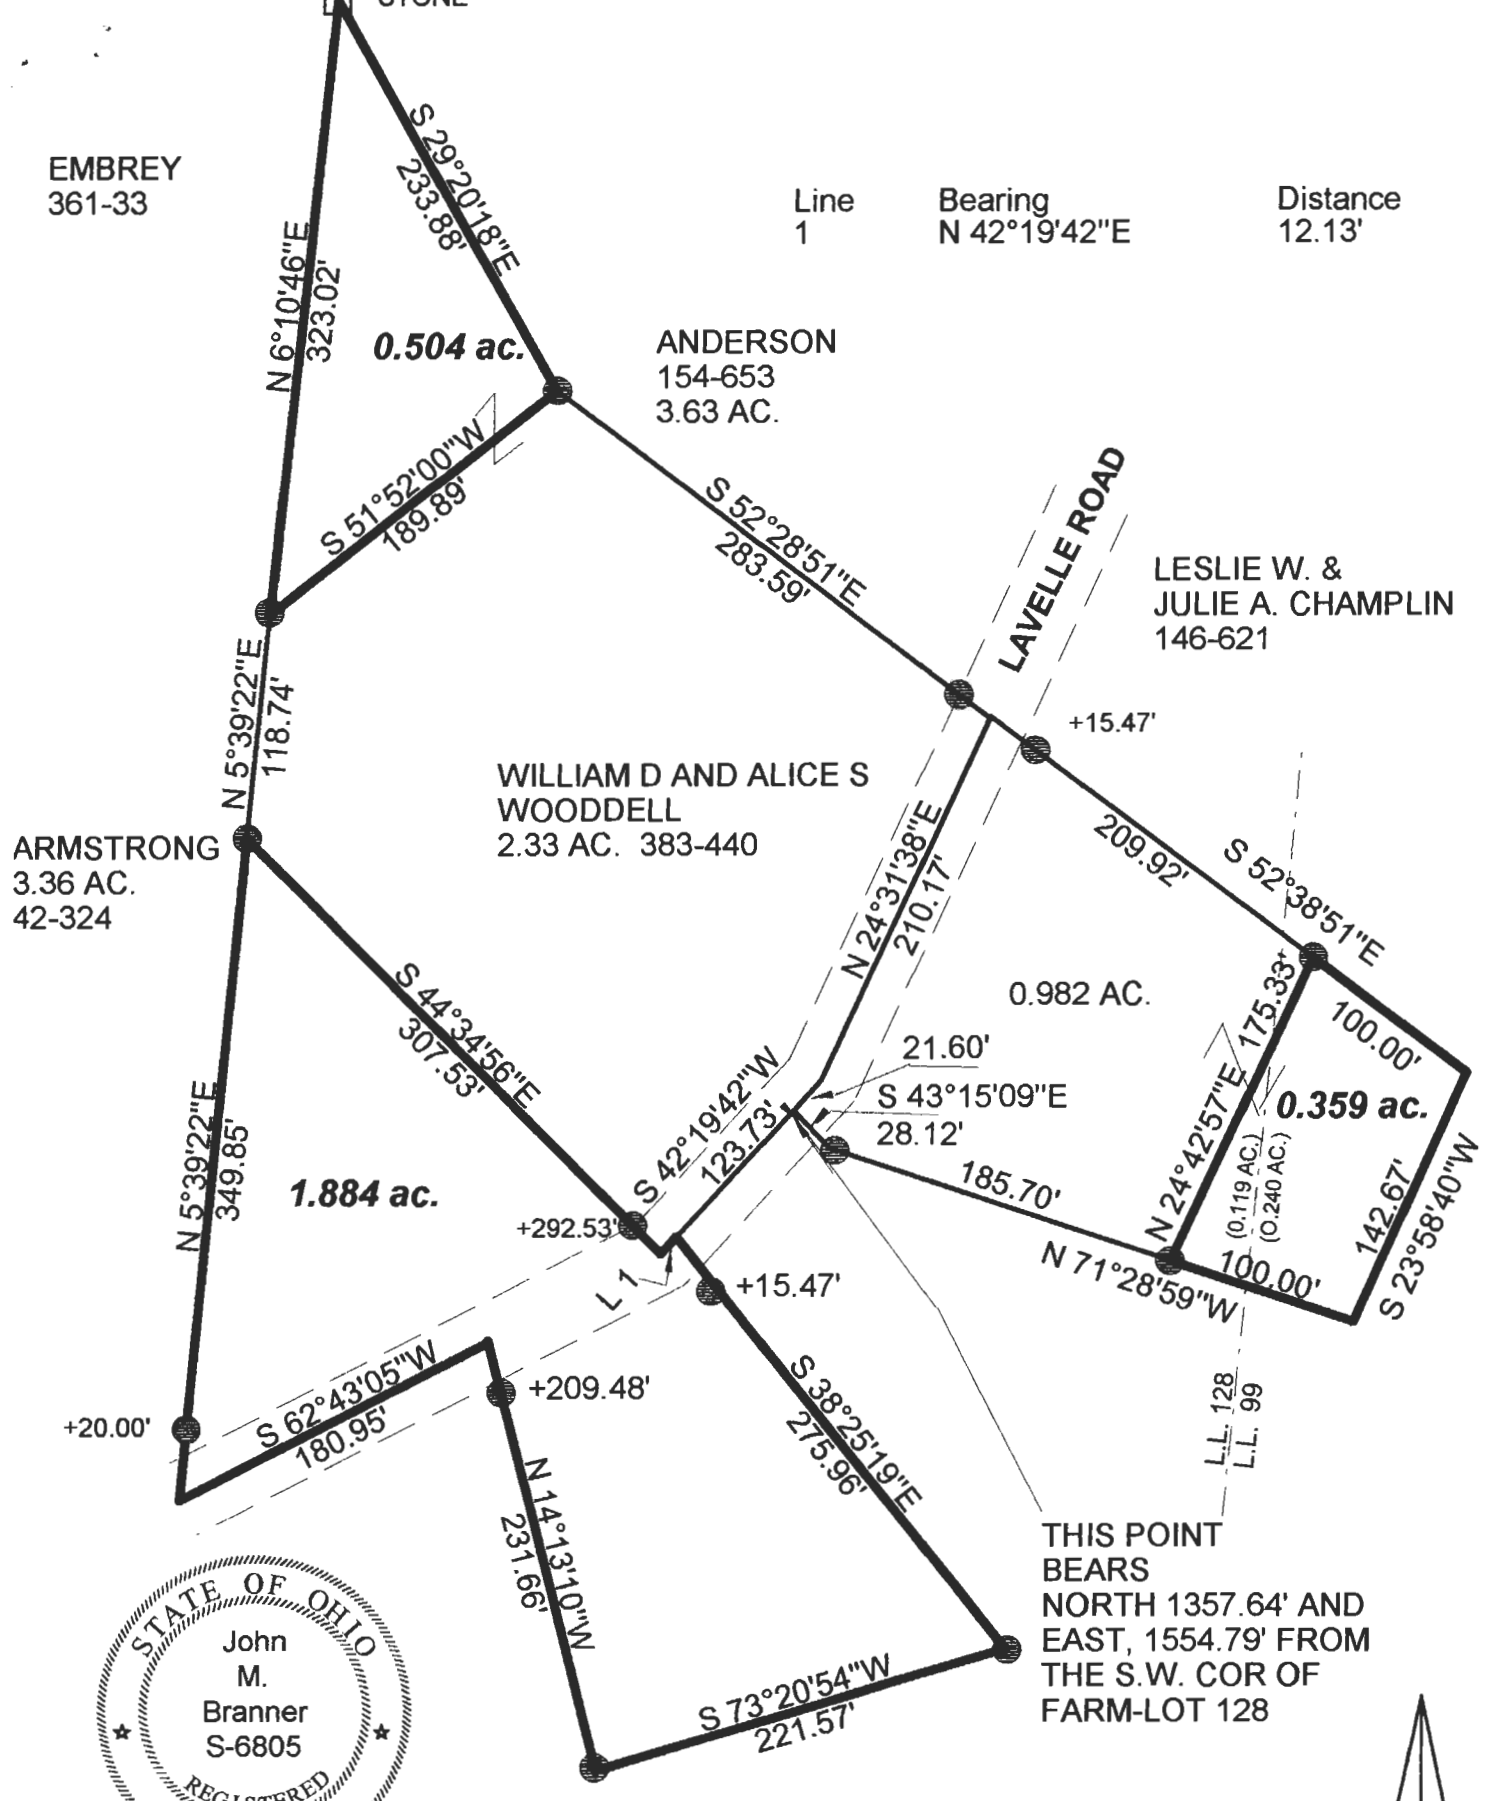 STONE
EMBREY
361-33
S 29°20'18"E
233.88'
N 6°10'46"E
323.02'
Line Bearing Distance
1 N 42°19'42"E 12.13'
0.504 ac.
ANDERSON
154-653
3.63 AC.
S 51°52'00"W
189.89'
S 52°28'51"E
283.59'
LAVELLE ROAD
LESLIE W. &
JULIE A. CHAMPLIN
146-621
N 5°39'22"E
118.74'
+15.47'
WILLIAM D AND ALICE S
WOODDELL
2.33 AC. 383-440
ARMSTRONG
3.36 AC.
42-324
N 24°31'38"E
210.17'
209.92'
S 52°38'51"E
S 44°34'56"E
307.53'
0.982 AC.
175.33'
N 24°42'57"E
100.00'
21.60'
S 43°15'09"E
28.12'
0.359 ac.
(0.119 AC.)
(O.240 AC.)
S 42°19'42"W
123.73'
185.70'
142.67'
S 23°58'40"W
N 5°39'22"E
349.85'
1.884 ac.
+292.53'
L 1
+15.47'
N 71°28'59"W
100.00'
S 62°43'05"W
180.95'
+209.48'
+20.00'
S 38°25'19"E
275.96'
L.L. 128
L.L. 99
N 14°13'10"W
231.66'
THIS POINT
BEARS
NORTH 1357.64' AND
EAST, 1554.79' FROM
THE S.W. COR OF
FARM-LOT 128
S 73°20'54"W
221.57'
STATE OF OHIO
John
M.
Branner
S-6805
REGISTERED